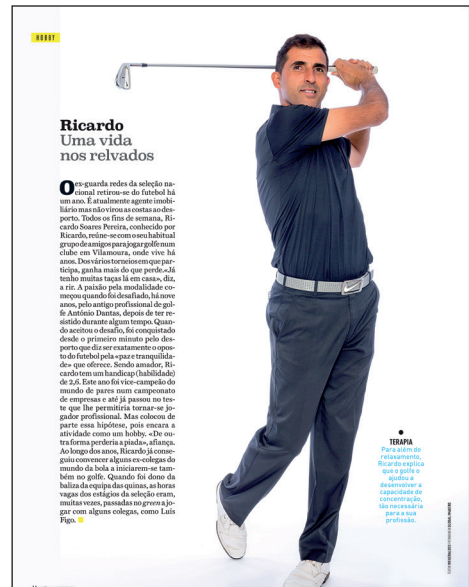 HOBBY
Ricardo
Uma vida
nos relvados
O ex-guarda redes da seleção na-
cional retirou-se do futebol há
um ano. É atualmente agente imobi-
liário mas não virou as costas ao des-
porto. Todos os fins de semana, Ri-
cardo Soares Pereira, conhecido por
Ricardo, reúne-se com o seu habitual
grupo de amigos para jogar golfe num
clube em Vilamoura, onde vive há
anos. Dos vários torneios em que par-
ticipa, ganha mais do que perde. «Já
tenho muitas taças lá em casa», diz,
a rir. A paixão pela modalidade co-
meçou quando foi desafiado, há nove
anos, pelo antigo profissional de gol-
fe António Dantas, depois de ter re-
sistido durante algum tempo. Quan-
do aceitou o desafio, foi conquistado
desde o primeiro minuto pelo des-
porto que diz ser exatamente o opos-
to do futebol pela «paz e tranquilida-
de» que oferece. Sendo amador, Ri-
cardo tem um handicap (habilidade)
de 2,6. Este ano foi vice-campeão do
mundo de pares num campeonato
de empresas e até já passou no tes-
te que lhe permitiria tornar-se jo-
gador profissional. Mas colocou de
parte essa hipótese, pois encara a
atividade como um hobby. «De ou-
tra forma perderia a piada», afiança.
Ao longo dos anos, Ricardo já conse-
guiu convencer alguns ex-colegas do
mundo da bola a iniciarem-se tam-
bém no golfe. Quando foi dono da
baliza da equipa das quinas, as horas
vagas dos estágios da seleção eram,
muitas vezes, passadas no green a jo-
gar com alguns colegas, como Luís
Figo.
TERAPIA
Para além do
relaxamento,
Ricardo explica
que o golfe o
ajudou a
desenvolver a
capacidade de
concentração,
tão necessária
para a sua
profissão.